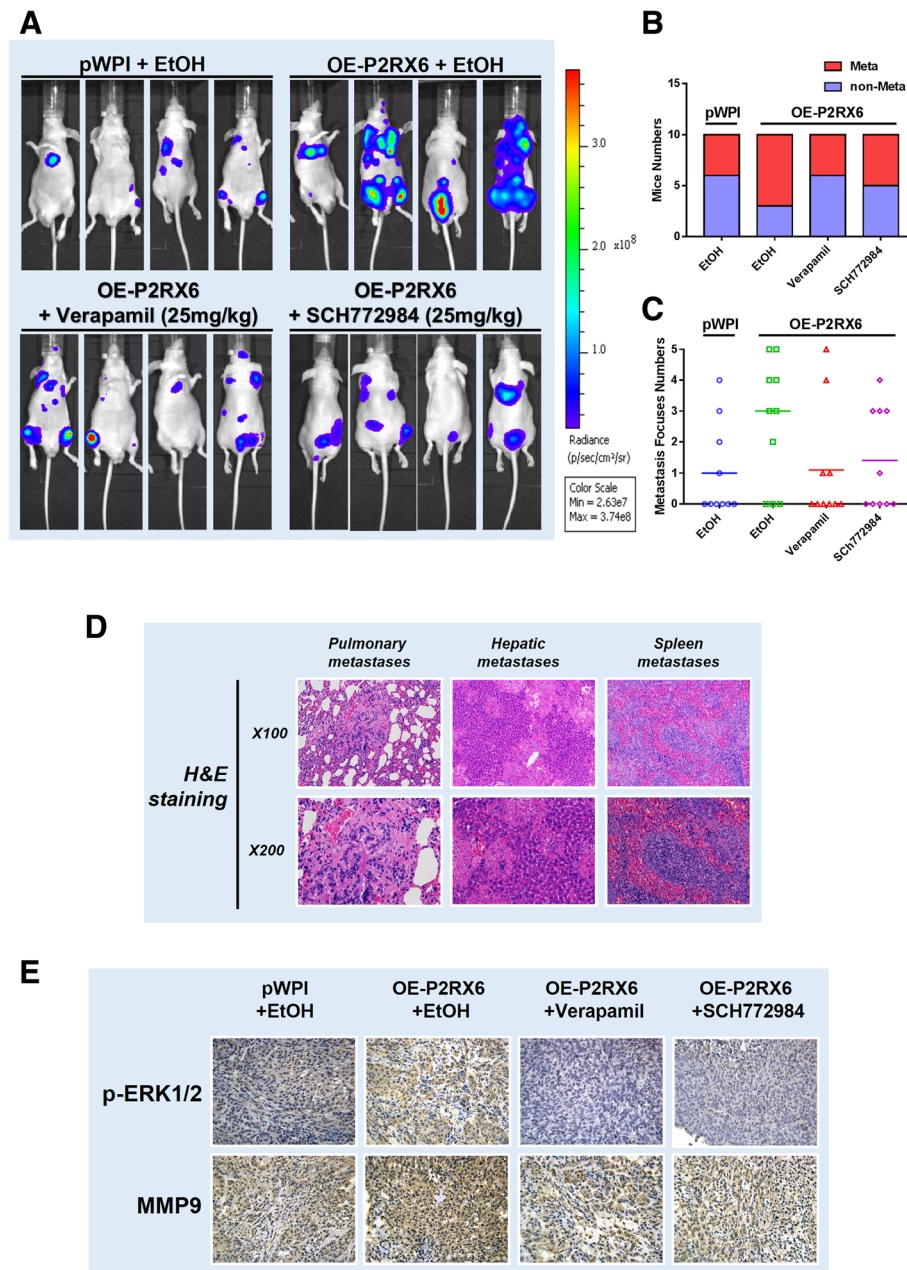 A
pWPI + EtOH
OE-P2RX6 + EtOH
OE-P2RX6
+ Verapamil (25mg/kg)
OE-P2RX6
+ SCH772984 (25mg/kg)
3.0
2.0
x10⁸
1.0
Radiance
(p/sec/cm²/sr)
Color Scale
Min = 2.63e7
Max = 3.74e8
B
Meta
non-Meta
pWPI
OE-P2RX6
Mice Numbers
15
10
5
0
EtOH
EtOH
Verapamil
SCH772984
C
pWPI
OE-P2RX6
Metastasis Focuses Numbers
5
4
3
2
1
0
EtOH
EtOH
Verapamil
SCh772984
D
Pulmonary
metastases
Hepatic
metastases
Spleen
metastases
H&E
staining
X100
X200
E
pWPI
+EtOH
OE-P2RX6
+EtOH
OE-P2RX6
+Verapamil
OE-P2RX6
+SCH772984
p-ERK1/2
MMP9